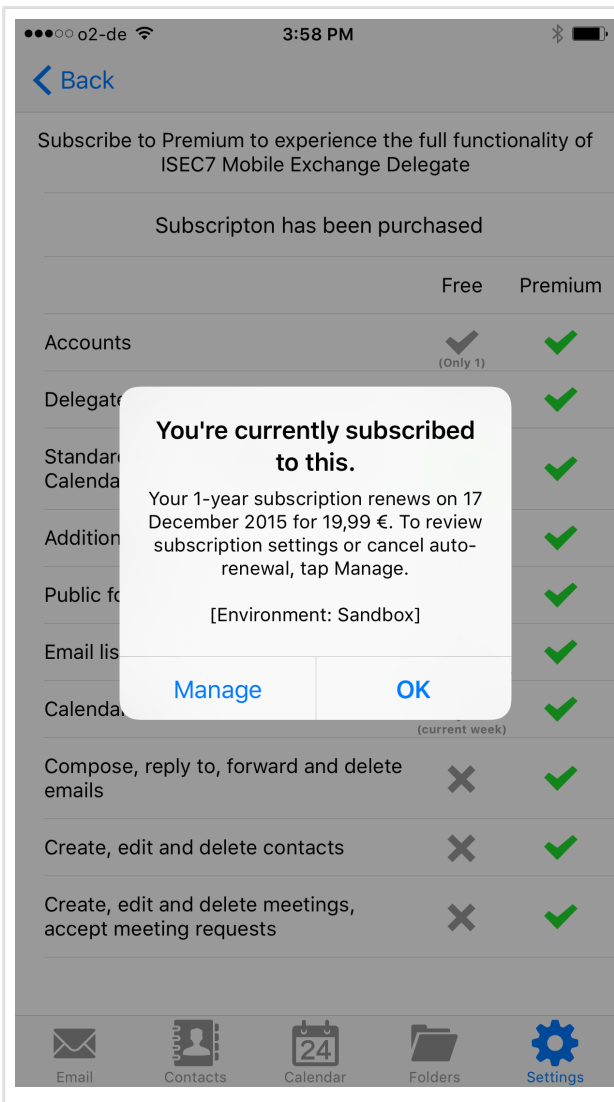 o2-de 3:58 PM
Back
Subscribe to Premium to experience the full functionality of
ISEC7 Mobile Exchange Delegate
Subscripton has been purchased
Free Premium
Accounts
(Only 1)
Delegate
You're currently subscribed
to this.
Your 1-year subscription renews on 17
December 2015 for 19,99 €. To review
subscription settings or cancel auto-
renewal, tap Manage.
[Environment: Sandbox]
Manage OK
Standar
Calenda
Addition
Public fo
Email lis
Calendar
(current week)
Compose, reply to, forward and delete
emails
Create, edit and delete contacts
Create, edit and delete meetings,
accept meeting requests
24
Email Contacts Calendar Folders Settings